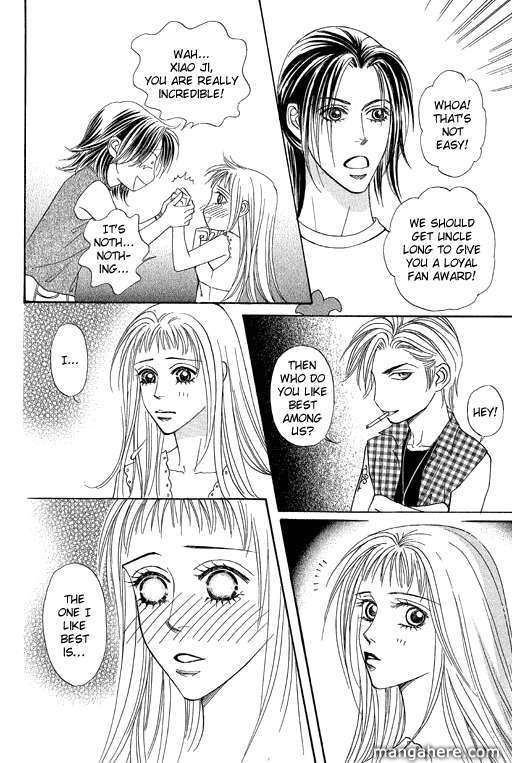 WHOA!
THAT'S
NOT
EASY!
WE SHOULD
GET UNCLE
LONG TO GIVE
YOU A LOYAL
FAN AWARD!
WAH...
XIAO JI,
YOU ARE REALLY
INCREDIBLE!
IT'S
NOTH...
NOTH-
ING...
HEY!
THEN
WHO DO
YOU LIKE
BEST
AMONG
US?
I...
THE
ONE I
LIKE
BEST
IS...
mangahere.com